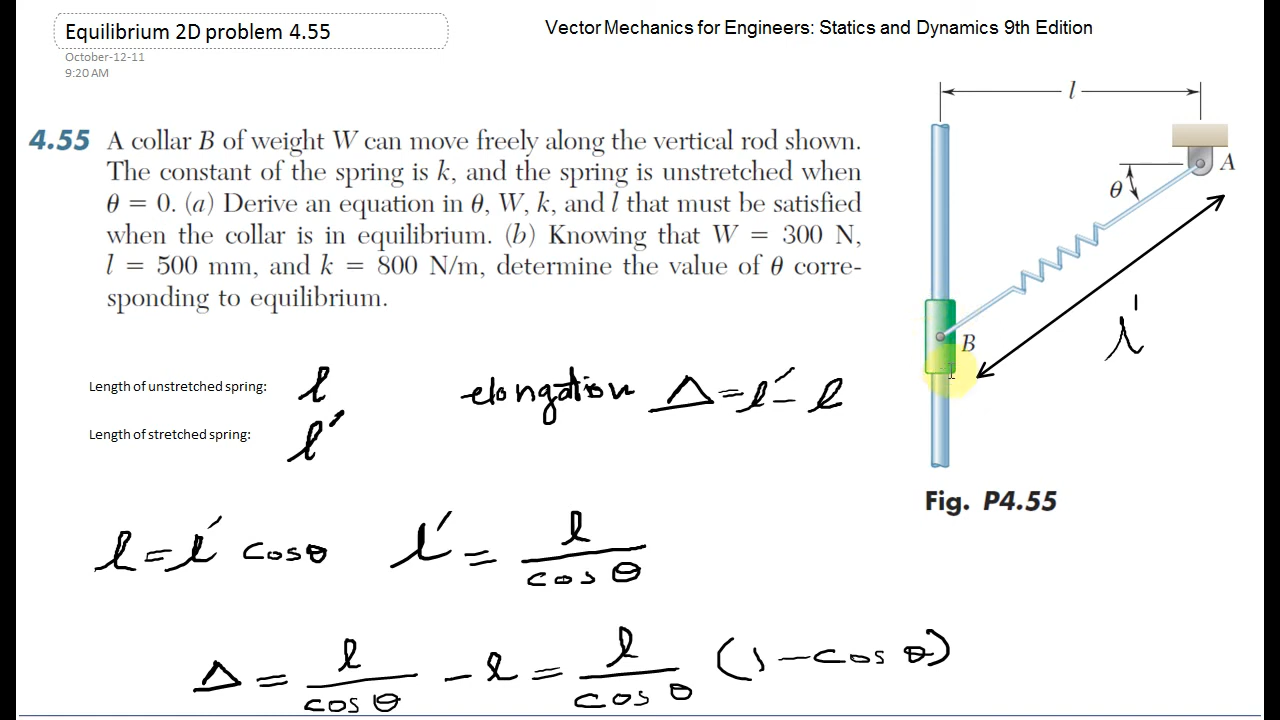 Equilibrium 2D problem 4.55
Vector Mechanics for Engineers: Statics and Dynamics 9th Edition
October-12-11
9:20 AM
4.55 A collar B of weight W can move freely along the vertical rod shown.
The constant of the spring is k, and the spring is unstretched when
θ = 0. (a) Derive an equation in θ, W, k, and l that must be satisfied
when the collar is in equilibrium. (b) Knowing that W = 300 N,
l = 500 mm, and k = 800 N/m, determine the value of θ corre-
sponding to equilibrium.
l
A
θ
B
l'
Fig. P4.55
Length of unstretched spring: l
elongation Δ = l' - l
Length of stretched spring: l'
l = l' cosθ
l' = l / cos θ
Δ = l / cosθ - l = l / cos θ (1 - cos θ)